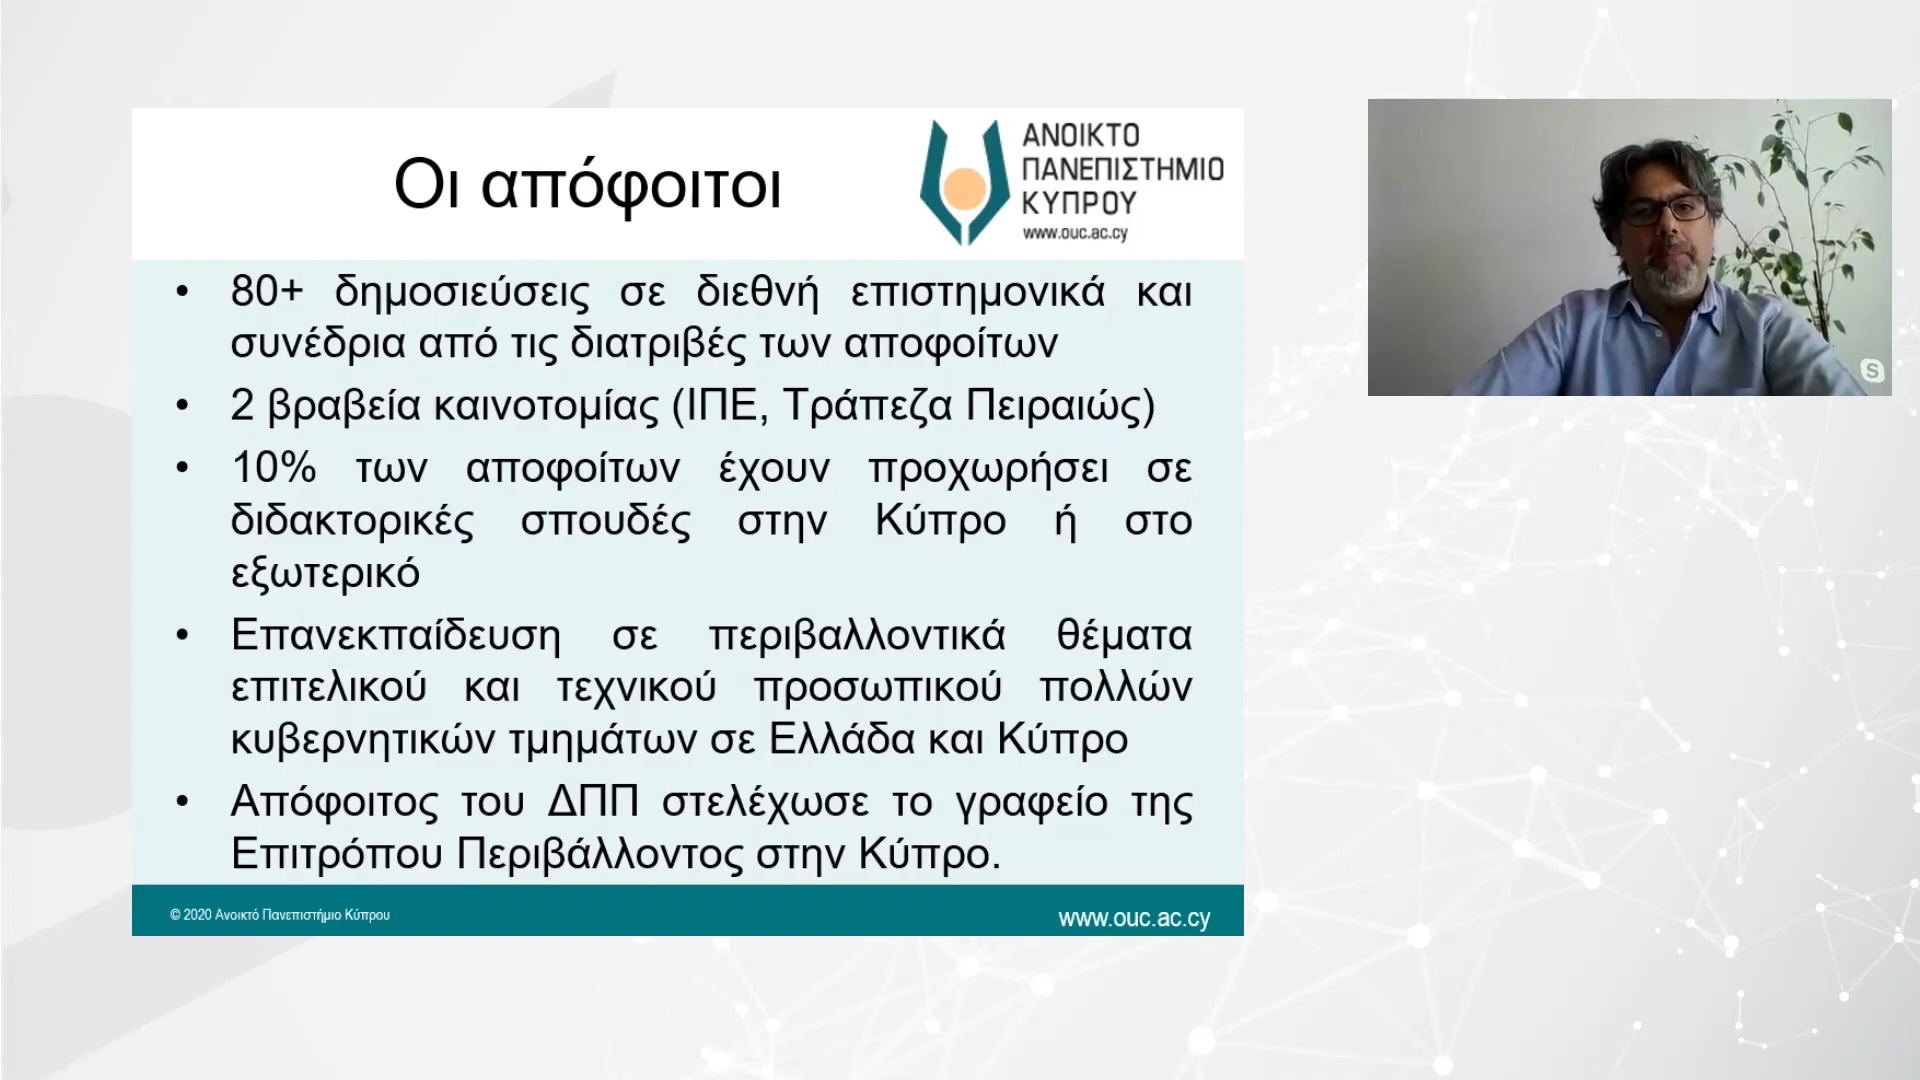 Οι απόφοιτοι
ΑΝΟΙΚΤΟ
ΠΑΝΕΠΙΣΤΗΜΙΟ
ΚΥΠΡΟΥ
www.ouc.ac.cy
• 80+ δημοσιεύσεις σε διεθνή επιστημονικά και
συνέδρια από τις διατριβές των αποφοίτων
• 2 βραβεία καινοτομίας (ΙΠΕ, Τράπεζα Πειραιώς)
• 10% των αποφοίτων έχουν προχωρήσει σε
διδακτορικές σπουδές στην Κύπρο ή στο
εξωτερικό
• Επανεκπαίδευση σε περιβαλλοντικά θέματα
επιτελικού και τεχνικού προσωπικού πολλών
κυβερνητικών τμημάτων σε Ελλάδα και Κύπρο
• Απόφοιτος του ΔΠΠ στελέχωσε το γραφείο της
Επιτρόπου Περιβάλλοντος στην Κύπρο.
© 2020 Ανοικτό Πανεπιστήμιο Κύπρου
www.ouc.ac.cy
S